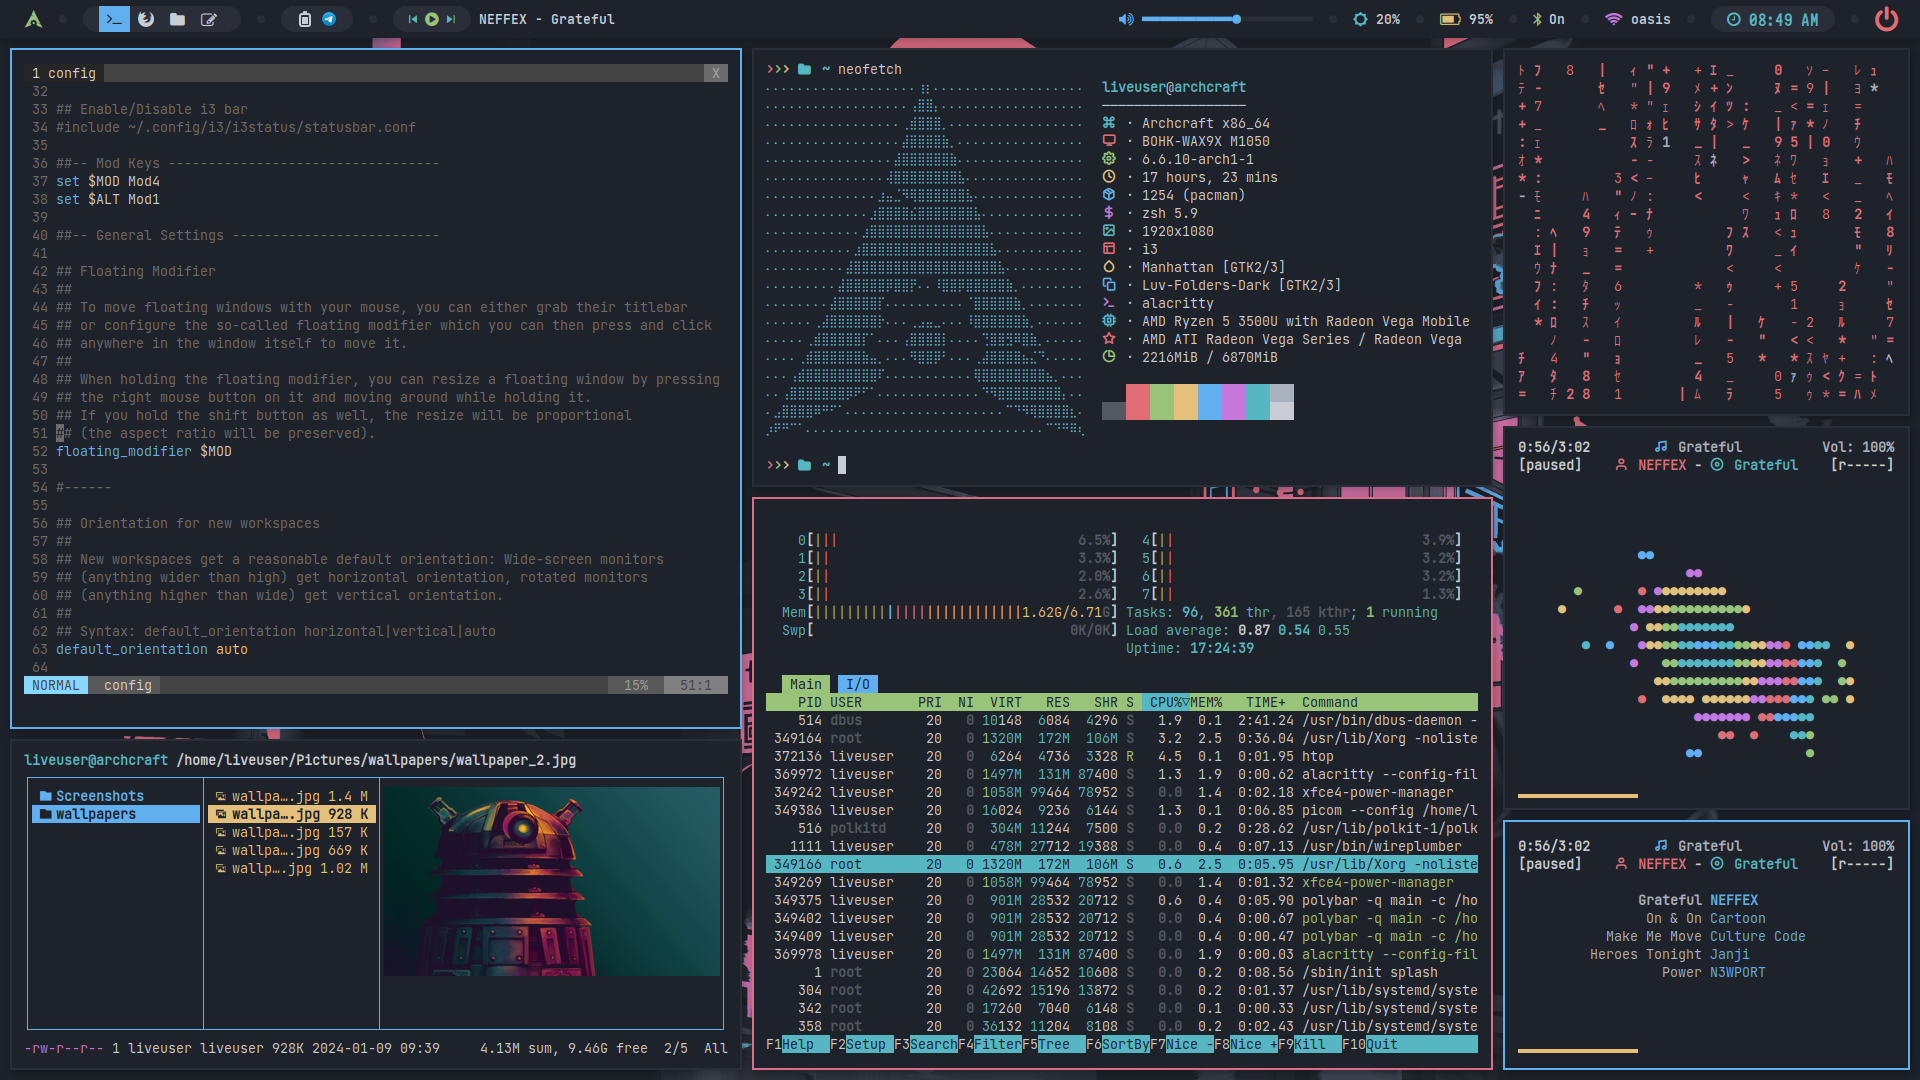 NEFFEX - Grateful
20%
95%
On
oasis
08:49 AM
1 config X
32
33 ## Enable/Disable i3 bar
34 #include ~/.config/i3/i3status/statusbar.conf
35
36 ##-- Mod Keys ----------------------------------
37 set $MOD Mod4
38 set $ALT Mod1
39
40 ##-- General Settings --------------------------
41
42 ## Floating Modifier
43 ##
44 ## To move floating windows with your mouse, you can either grab their titlebar
45 ## or configure the so-called floating modifier which you can then press and click
46 ## anywhere in the window itself to move it.
47 ##
48 ## When holding the floating modifier, you can resize a floating window by pressing
49 ## the right mouse button on it and moving around while holding it.
50 ## If you hold the shift button as well, the resize will be proportional
51 ## (the aspect ratio will be preserved).
52 floating_modifier $MOD
53
54 #------
55
56 ## Orientation for new workspaces
57 ##
58 ## New workspaces get a reasonable default orientation: Wide-screen monitors
59 ## (anything wider than high) get horizontal orientation, rotated monitors
60 ## (anything higher than wide) get vertical orientation.
61 ##
62 ## Syntax: default_orientation horizontal|vertical|auto
63 default_orientation auto
64
NORMAL config 15% 51:1
liveuser@archcraft /home/liveuser/Pictures/wallpapers/wallpaper_2.jpg
Screenshots
wallpapers
wallpa….jpg 1.4 M
wallpa….jpg 928 K
wallpa….jpg 157 K
wallpa….jpg 669 K
wallp….jpg 1.02 M
-rw-r--r-- 1 liveuser liveuser 928K 2024-01-09 09:39 4.13M sum, 9.46G free 2/5 All
>>> ~ neofetch
liveuser@archcraft
· Archcraft x86_64
· BOHK-WAX9X M1050
· 6.6.10-arch1-1
· 17 hours, 23 mins
· 1254 (pacman)
· zsh 5.9
· 1920x1080
· i3
· Manhattan [GTK2/3]
· Luv-Folders-Dark [GTK2/3]
· alacritty
· AMD Ryzen 5 3500U with Radeon Vega Mobile
· AMD ATI Radeon Vega Series / Radeon Vega
· 2216MiB / 6870MiB
>>> ~
0[||| 6.5%] 4[|| 3.9%]
1[|| 3.3%] 5[|| 3.2%]
2[|| 2.0%] 6[|| 3.2%]
3[|| 2.6%] 7[|| 1.3%]
Mem[||||||||||||||||||||||||||1.62G/6.71G] Tasks: 96, 361 thr, 165 kthr; 1 running
Swp[ 0K/0K] Load average: 0.87 0.54 0.55
Uptime: 17:24:39
Main I/O
PID USER PRI NI VIRT RES SHR S CPU%▽MEM% TIME+ Command
514 dbus 20 0 10148 6084 4296 S 1.9 0.1 2:41.24 /usr/bin/dbus-daemon -
349164 root 20 0 1320M 172M 106M S 3.2 2.5 0:36.04 /usr/lib/Xorg -noliste
372136 liveuser 20 0 6264 4736 3328 R 4.5 0.1 0:01.95 htop
369972 liveuser 20 0 1497M 131M 87400 S 1.3 1.9 0:00.62 alacritty --config-fil
349242 liveuser 20 0 1058M 99464 78952 S 0.0 1.4 0:02.18 xfce4-power-manager
349386 liveuser 20 0 16024 9236 6144 S 1.3 0.1 0:06.85 picom --config /home/l
516 polkitd 20 0 304M 11244 7500 S 0.0 0.2 0:28.62 /usr/lib/polkit-1/polk
1111 liveuser 20 0 478M 27712 19388 S 0.0 0.4 0:07.13 /usr/bin/wireplumber
349166 root 20 0 1320M 172M 106M S 0.6 2.5 0:05.95 /usr/lib/Xorg -noliste
349269 liveuser 20 0 1058M 99464 78952 S 0.0 1.4 0:01.32 xfce4-power-manager
349375 liveuser 20 0 901M 28532 20712 S 0.6 0.4 0:05.90 polybar -q main -c /ho
349402 liveuser 20 0 901M 28532 20712 S 0.0 0.4 0:00.67 polybar -q main -c /ho
349409 liveuser 20 0 901M 28532 20712 S 0.0 0.4 0:00.47 polybar -q main -c /ho
369978 liveuser 20 0 1497M 131M 87400 S 0.0 1.9 0:00.03 alacritty --config-fil
1 root 20 0 23064 14652 10608 S 0.0 0.2 0:08.56 /sbin/init splash
304 root 20 0 42692 15196 13872 S 0.0 0.2 0:01.37 /usr/lib/systemd/syste
342 root 20 0 17260 7040 6148 S 0.0 0.1 0:00.33 /usr/lib/systemd/syste
358 root 20 0 36132 11204 8108 S 0.0 0.2 0:02.43 /usr/lib/systemd/syste
F1Help F2Setup F3SearchF4FilterF5Tree F6SortByF7Nice -F8Nice +F9Kill F10Quit
0:56/3:02 Grateful Vol: 100%
[paused] NEFFEX - Grateful [r-----]
0:56/3:02 Grateful Vol: 100%
[paused] NEFFEX - Grateful [r-----]
Grateful NEFFEX
On & On Cartoon
Make Me Move Culture Code
Heroes Tonight Janji
Power N3WPORT